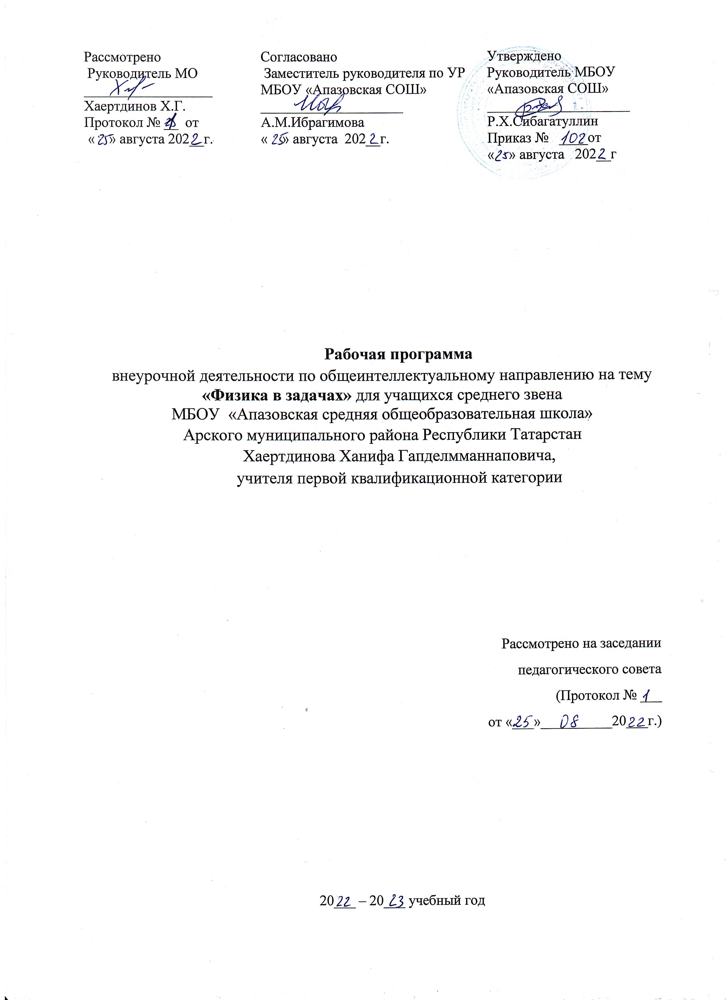 Рассмотрено
Руководитель МО
Хаертдинов Х.Г.
Протокол № от
«25» августа 2022 г.
Согласовано
Заместитель руководителя по УР
МБОУ «Апазовская СОШ»
А.М.Ибрагимова
«25» августа 2022 г.
Утверждено
Руководитель МБОУ
«Апазовская СОШ»
Р.Х.Сибагатуллин
Приказ № 102 от
«25» августа 2022 г
Рабочая программа
внеурочной деятельности по общеинтеллектуальному направлению на тему
«Физика в задачах» для учащихся среднего звена
МБОУ «Апазовская средняя общеобразовательная школа»
Арского муниципального района Республики Татарстан
Хаертдинова Ханифа Гапделмманнаповича,
учителя первой квалификационной категории
Рассмотрено на заседании
педагогического совета
(Протокол № 1
от «25» 08 2022г.)
2022 – 2023 учебный год